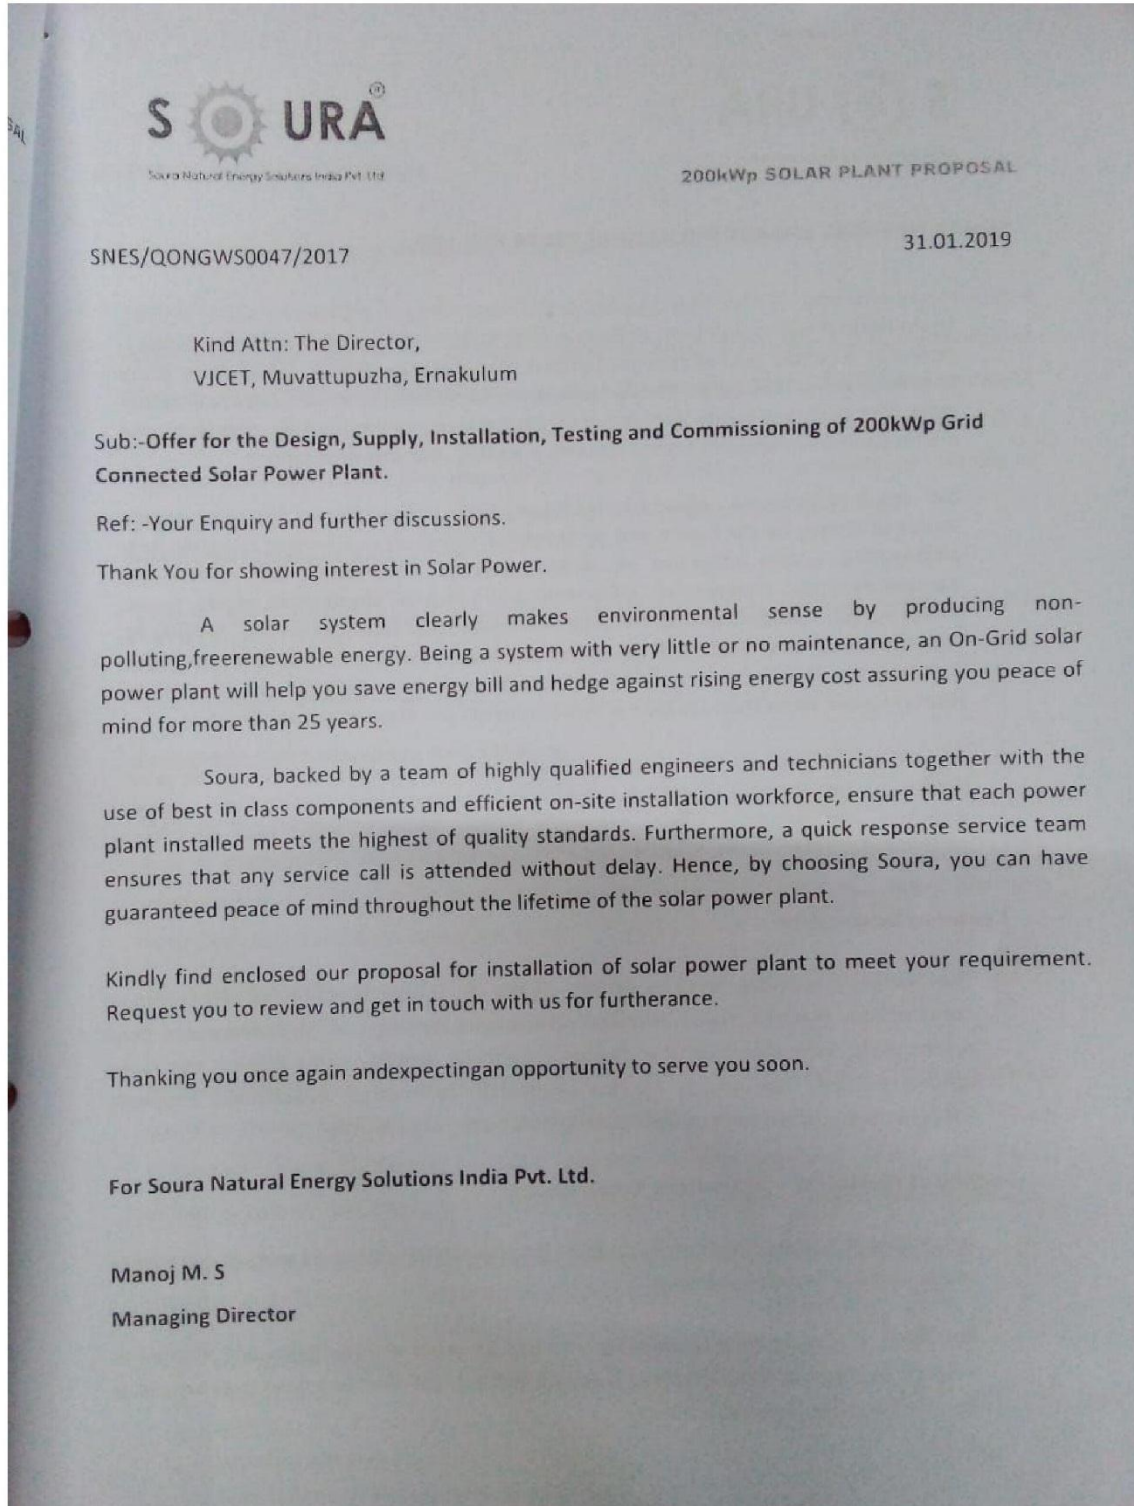 SAL
S URA ®
Soura Natural Energy Solutions India Pvt. Ltd
200kWp SOLAR PLANT PROPOSAL
SNES/QONGWS0047/2017
31.01.2019
Kind Attn: The Director,
VJCET, Muvattupuzha, Ernakulum
Sub:-Offer for the Design, Supply, Installation, Testing and Commissioning of 200kWp Grid
Connected Solar Power Plant.
Ref: -Your Enquiry and further discussions.
Thank You for showing interest in Solar Power.
A solar system clearly makes environmental sense by producing non-
polluting,freerenewable energy. Being a system with very little or no maintenance, an On-Grid solar
power plant will help you save energy bill and hedge against rising energy cost assuring you peace of
mind for more than 25 years.
Soura, backed by a team of highly qualified engineers and technicians together with the
use of best in class components and efficient on-site installation workforce, ensure that each power
plant installed meets the highest of quality standards. Furthermore, a quick response service team
ensures that any service call is attended without delay. Hence, by choosing Soura, you can have
guaranteed peace of mind throughout the lifetime of the solar power plant.
Kindly find enclosed our proposal for installation of solar power plant to meet your requirement.
Request you to review and get in touch with us for furtherance.
Thanking you once again andexpectingan opportunity to serve you soon.
For Soura Natural Energy Solutions India Pvt. Ltd.
Manoj M. S
Managing Director